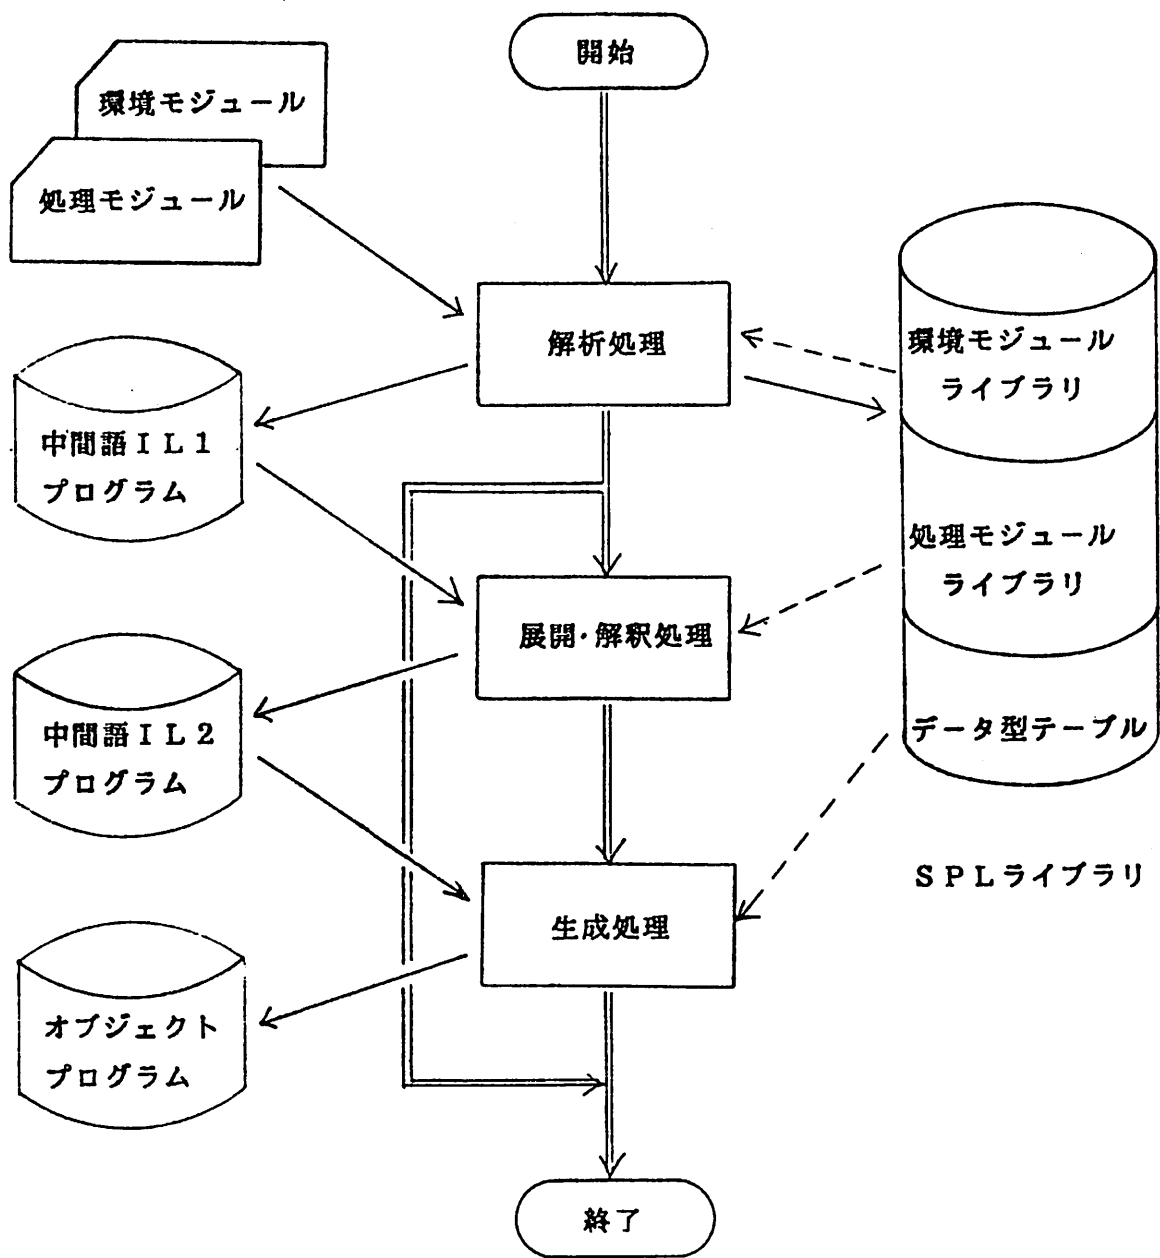 開始
環境モジュール
処理モジュール
解析処理
環境モジュール
ライブラリ
中間語IL1
プログラム
処理モジュール
ライブラリ
展開・解釈処理
中間語IL2
プログラム
データ型テーブル
SPLライブラリ
生成処理
オブジェクト
プログラム
終了